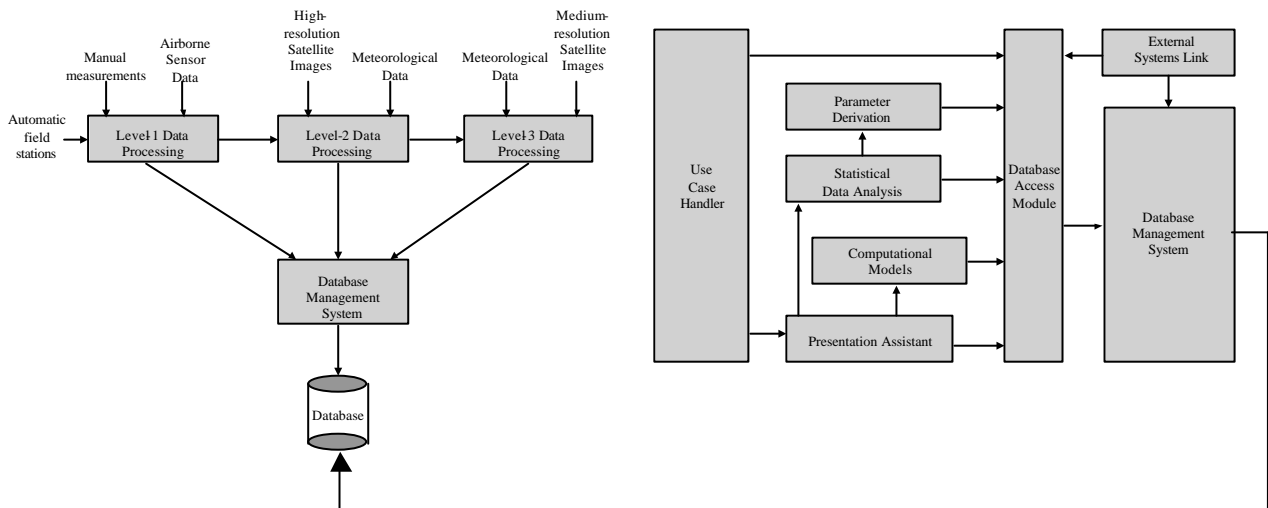 High-
resolution
Satellite
Images
Medium-
resolution
Satellite
Images
Manual
measurements
Airborne
Sensor
Data
Meteorological
Data
Meteorological
Data
Automatic
field
stations
Level-1 Data
Processing
Level-2 Data
Processing
Level-3 Data
Processing
Database
Management
System
Database
Use
Case
Handler
Parameter
Derivation
Statistical
Data Analysis
Computational
Models
Presentation Assistant
Database
Access
Module
External
Systems Link
Database
Management
System